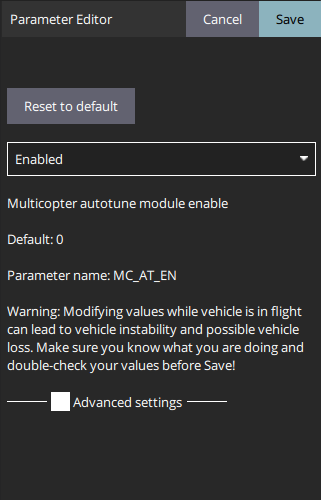 Parameter Editor
Cancel
Save
Reset to default
Enabled
Multicopter autotune module enable
Default: 0
Parameter name: MC_AT_EN
Warning: Modifying values while vehicle is in flight
can lead to vehicle instability and possible vehicle
loss. Make sure you know what you are doing and
double-check your values before Save!
Advanced settings